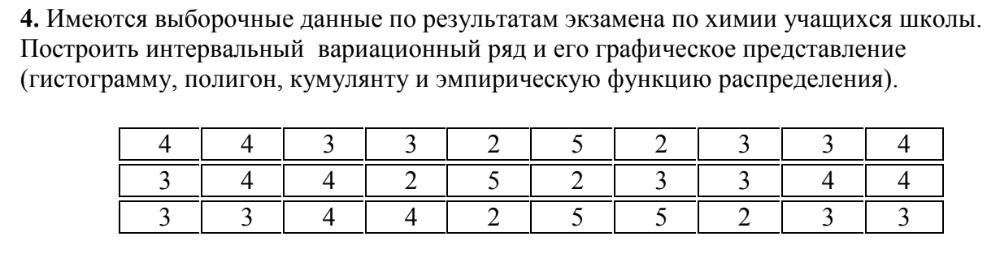 4. Имеются выборочные данные по результатам экзамена по химии учащихся школы.
Построить интервальный вариационный ряд и его графическое представление
(гистограмму, полигон, кумулянту и эмпирическую функцию распределения).
4 4 3 3 2 5 2 3 3 4
3 4 4 2 5 2 3 3 4 4
3 3 4 4 2 5 5 2 3 3